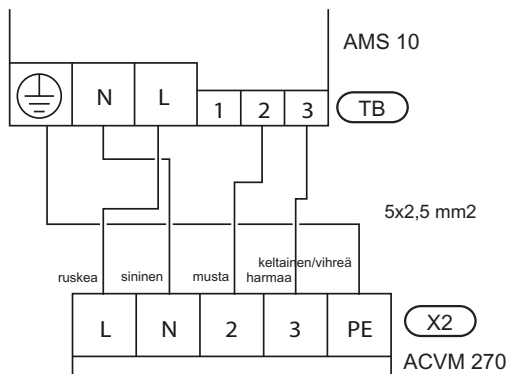 AMS 10
N L 1 2 3 TB
5x2,5 mm2
keltainen/vihreä
ruskea sininen musta harmaa
L N 2 3 PE X2
ACVM 270